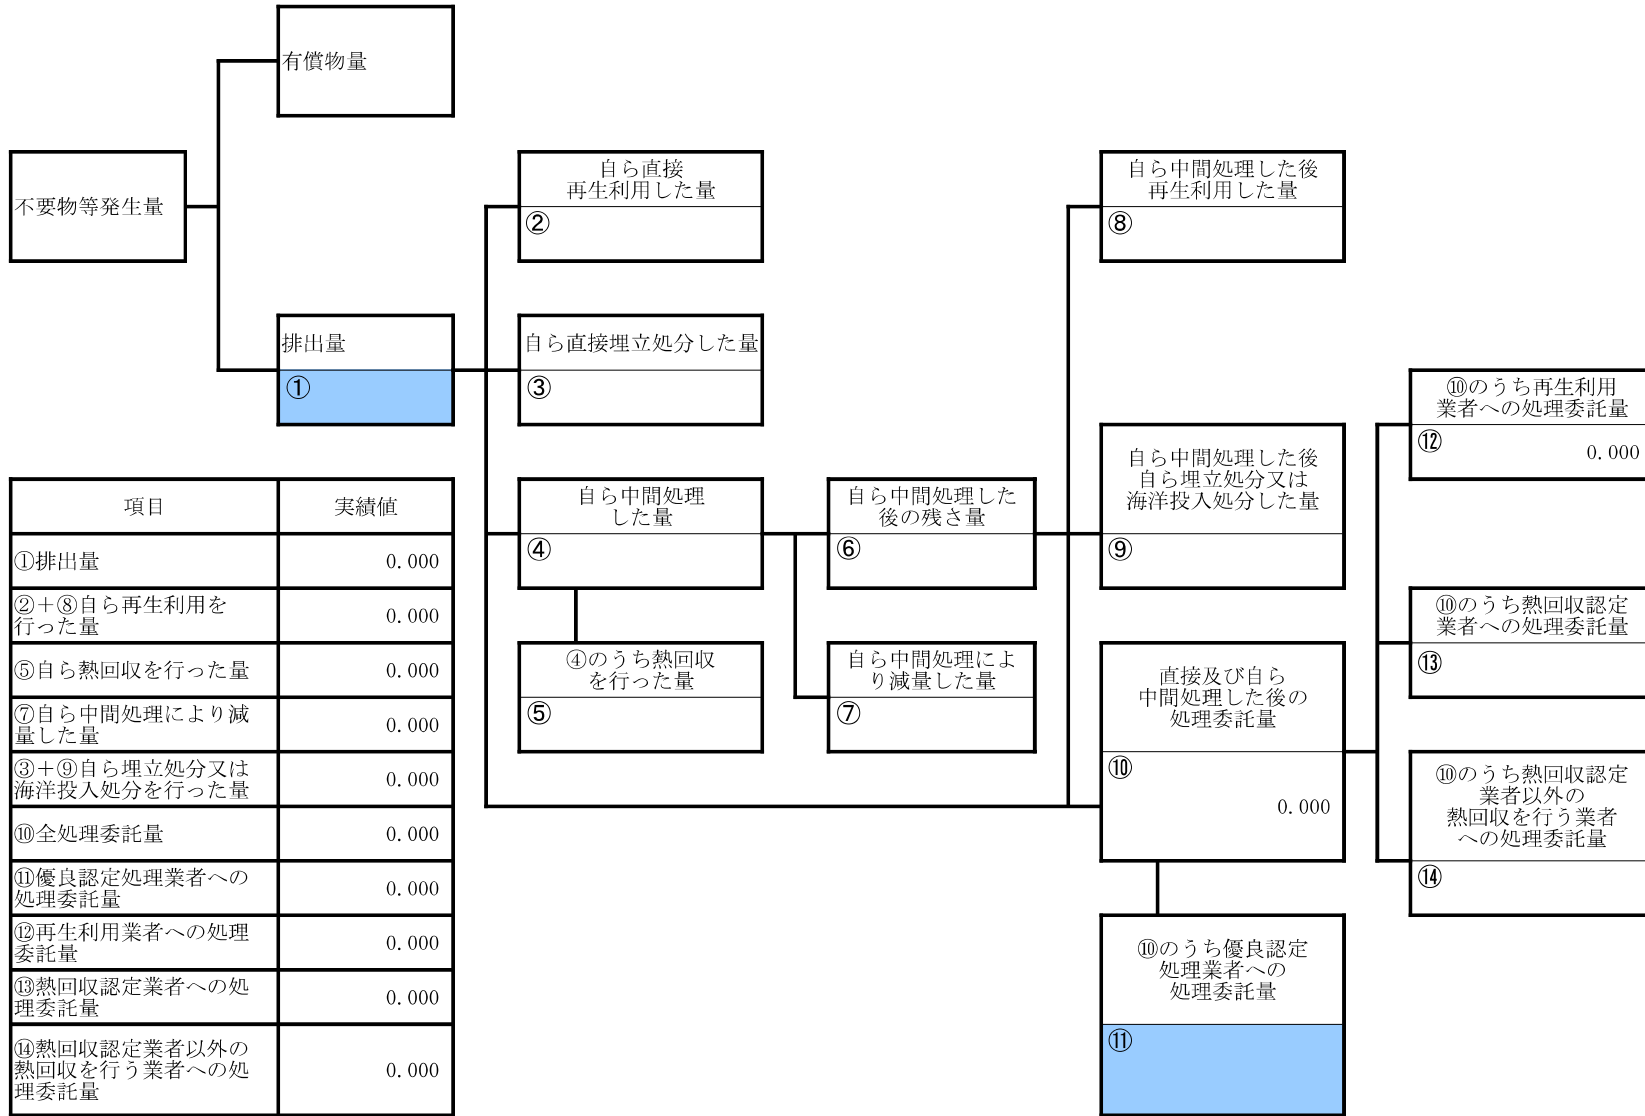 有償物量
不要物等発生量
排出量
①
自ら直接
再生利用した量
②
自ら直接埋立処分した量
③
自ら中間処理
した量
④
④のうち熱回収
を行った量
⑤
自ら中間処理した
後の残さ量
⑥
自ら中間処理によ
り減量した量
⑦
自ら中間処理した後
再生利用した量
⑧
自ら中間処理した後
自ら埋立処分又は
海洋投入処分した量
⑨
直接及び自ら
中間処理した後の
処理委託量
⑩
0.000
⑩のうち優良認定
処理業者への
処理委託量
⑪
⑩のうち再生利用
業者への処理委託量
⑫
0.000
⑩のうち熱回収認定
業者への処理委託量
⑬
⑩のうち熱回収認定
業者以外の
熱回収を行う業者
への処理委託量
⑭
項目 実績値
①排出量 0.000
②＋⑧自ら再生利用を
行った量 0.000
⑤自ら熱回収を行った量 0.000
⑦自ら中間処理により減
量した量 0.000
③＋⑨自ら埋立処分又は
海洋投入処分を行った量 0.000
⑩全処理委託量 0.000
⑪優良認定処理業者への
処理委託量 0.000
⑫再生利用業者への処理
委託量 0.000
⑬熱回収認定業者への処
理委託量 0.000
⑭熱回収認定業者以外の
熱回収を行う業者への処
理委託量 0.000